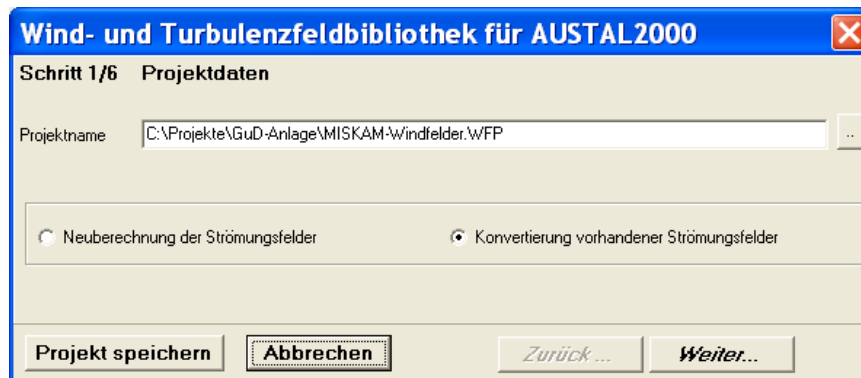 Wind- und Turbulenzfeldbibliothek für AUSTAL2000
Schritt 1/6 Projektdaten
Projektname C:\Projekte\GuD-Anlage\MISKAM-Windfelder.WFP ..
Neuberechnung der Strömungsfelder Konvertierung vorhandener Strömungsfelder
Projekt speichern Abbrechen Zurück ... Weiter...